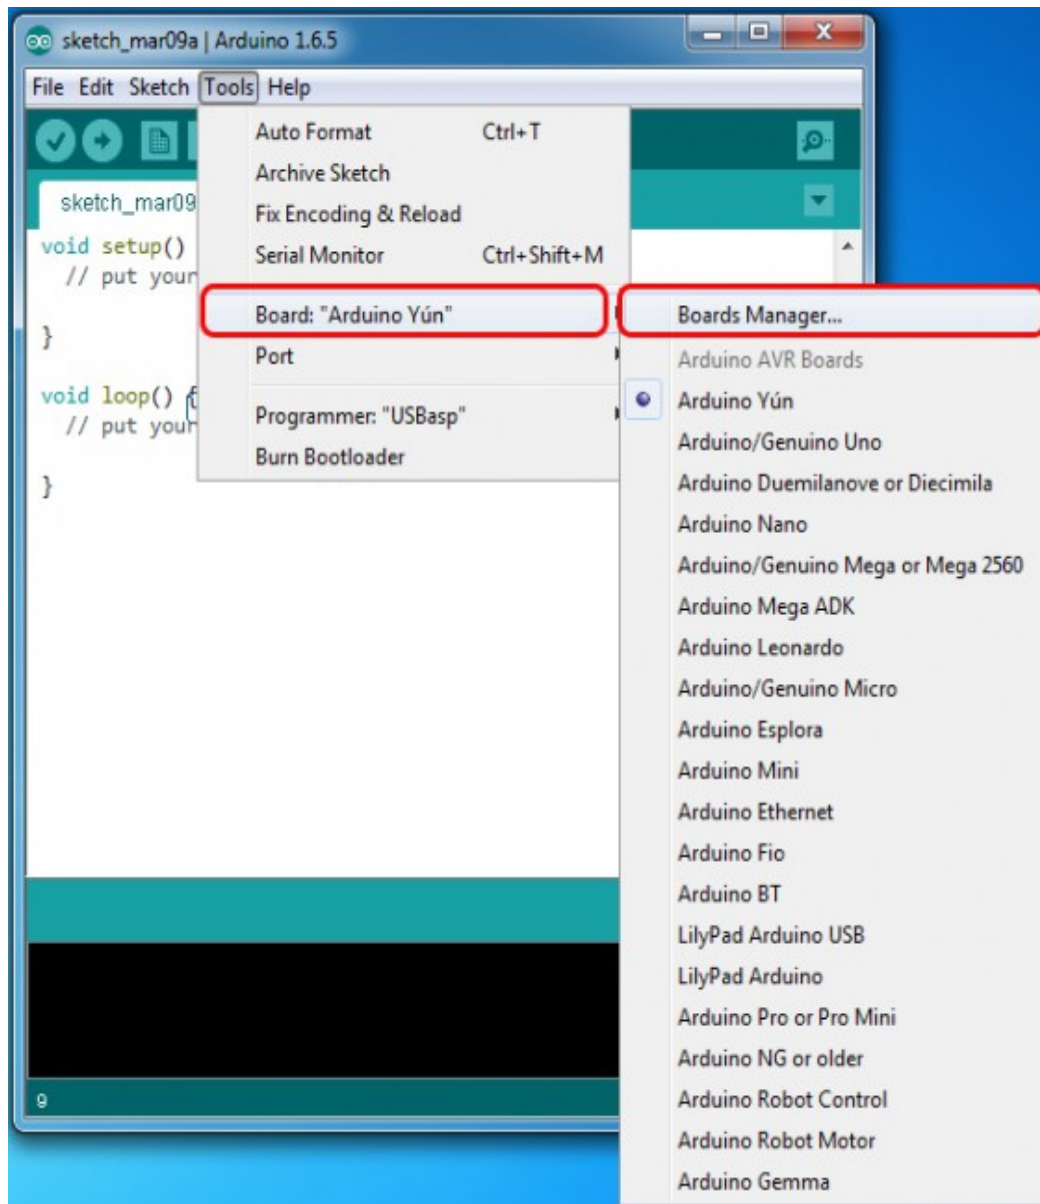 sketch_mar09a | Arduino 1.6.5
File Edit Sketch Tools Help
Auto Format Ctrl+T
Archive Sketch
Fix Encoding & Reload
Serial Monitor Ctrl+Shift+M
Board: "Arduino Yún"
Port
Programmer: "USBasp"
Burn Bootloader
sketch_mar09
void setup()
// put your
}
void loop() {
// put your
}
9
Boards Manager...
Arduino AVR Boards
Arduino Yún
Arduino/Genuino Uno
Arduino Duemilanove or Diecimila
Arduino Nano
Arduino/Genuino Mega or Mega 2560
Arduino Mega ADK
Arduino Leonardo
Arduino/Genuino Micro
Arduino Esplora
Arduino Mini
Arduino Ethernet
Arduino Fio
Arduino BT
LilyPad Arduino USB
LilyPad Arduino
Arduino Pro or Pro Mini
Arduino NG or older
Arduino Robot Control
Arduino Robot Motor
Arduino Gemma